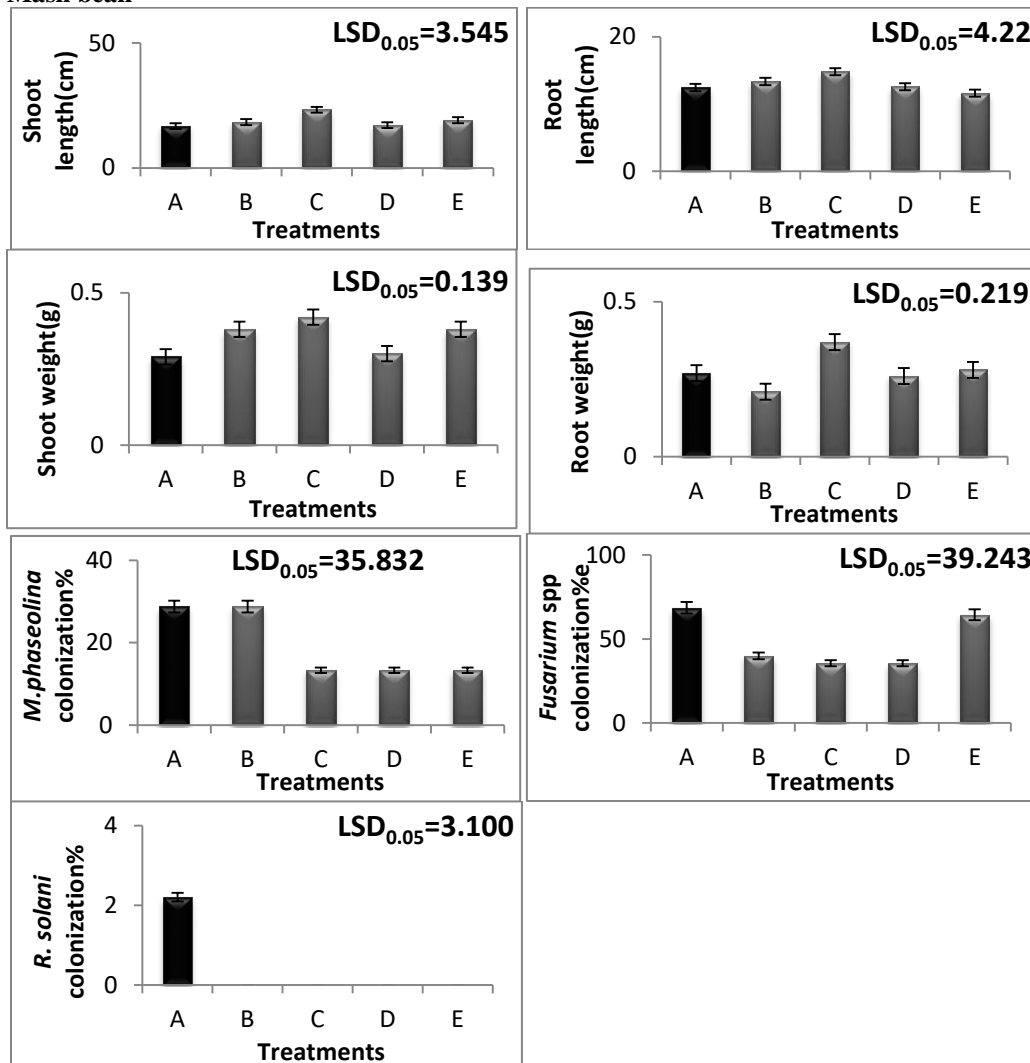 Mash bean
LSD0.05=3.545
Shoot
length(cm)
50
0
A B C D E
Treatments
LSD0.05=4.22
Root
length(cm)
20
0
A B C D E
Treatments
LSD0.05=0.139
Shoot weight(g)
0.5
0
A B C D E
Treatments
LSD0.05=0.219
Root weight(g)
0.5
0
A B C D E
Treatments
LSD0.05=35.832
M.phaseolina
colonization%
40
20
0
A B C D E
Treatments
LSD0.05=39.243
Fusarium spp
colonization%e
100
50
0
A B C D E
Treatments
LSD0.05=3.100
R. solani
colonization%
4
2
0
A B C D E
Treatments